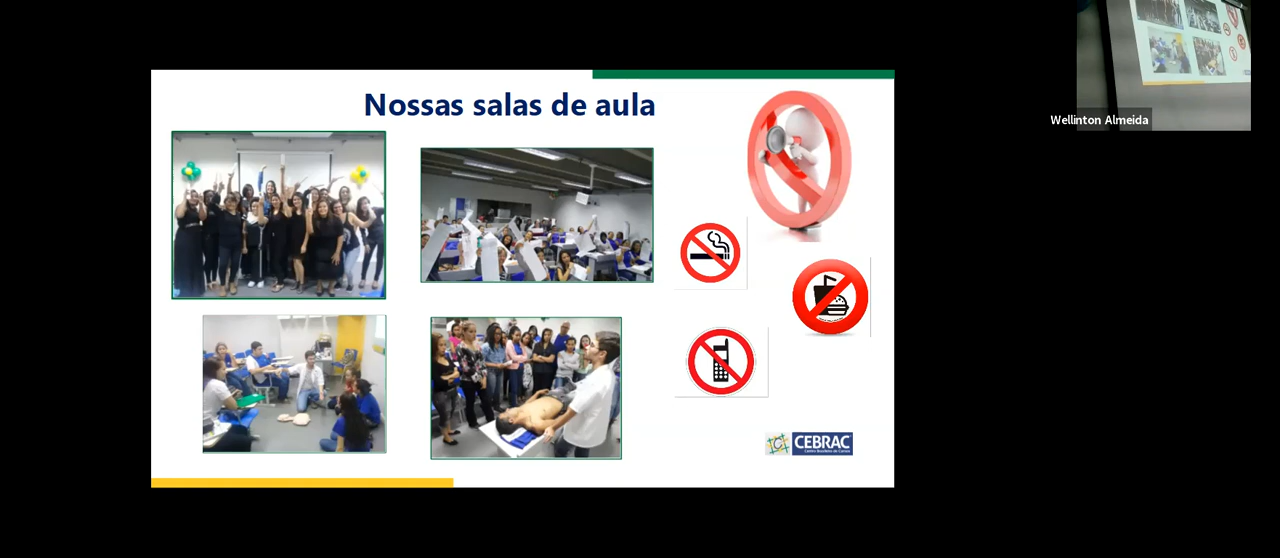 Nossas salas de aula
Wellinton Almeida
CEBRAC
Centro Brasileiro de Cursos